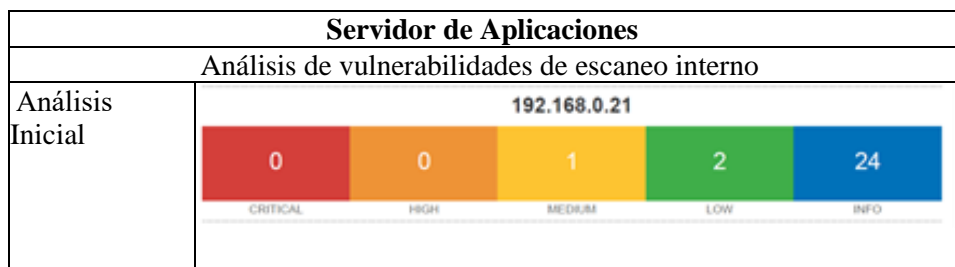 Servidor de Aplicaciones
Análisis de vulnerabilidades de escaneo interno
Análisis
Inicial
192.168.0.21
0 0 1 2 24
CRITICAL HIGH MEDIUM LOW INFO